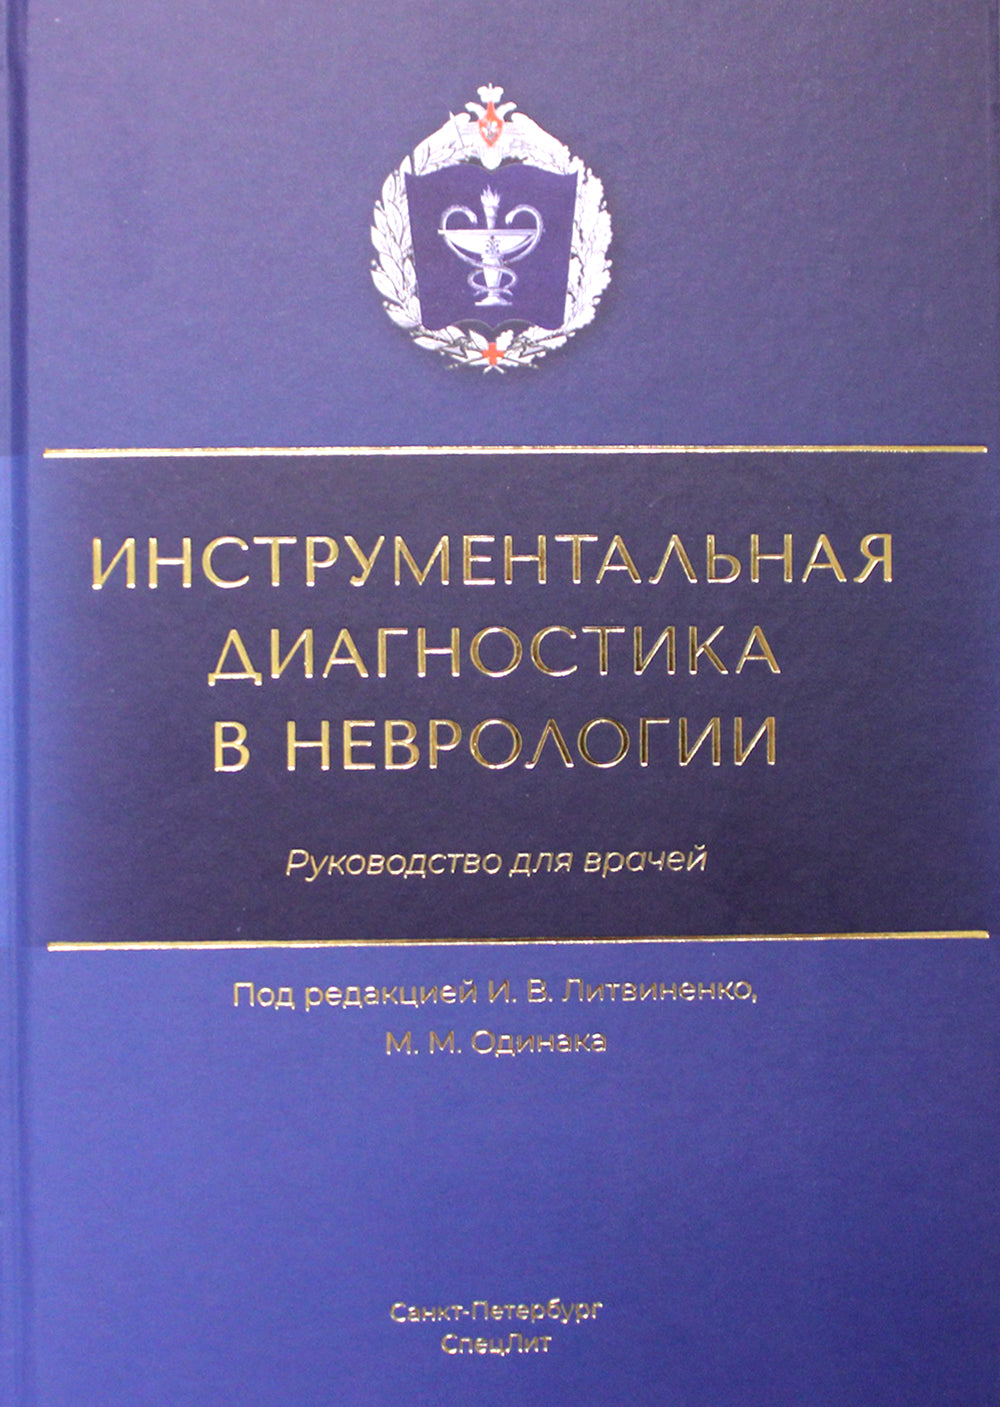 ИНСТРУМЕНТАЛЬНАЯ
ДИАГНОСТИКА
В НЕВРОЛОГИИ
Руководство для врачей
Под редакцией И. В. Литвиненко,
М. М. Одинака
Санкт-Петербург
СпецЛит